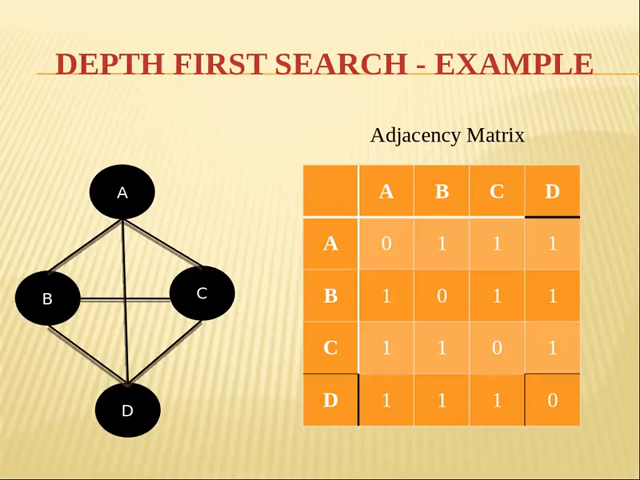 DEPTH FIRST SEARCH - EXAMPLE
Adjacency Matrix
A
B
C
D
A B C D
A 0 1 1 1
B 1 0 1 1
C 1 1 0 1
D 1 1 1 0